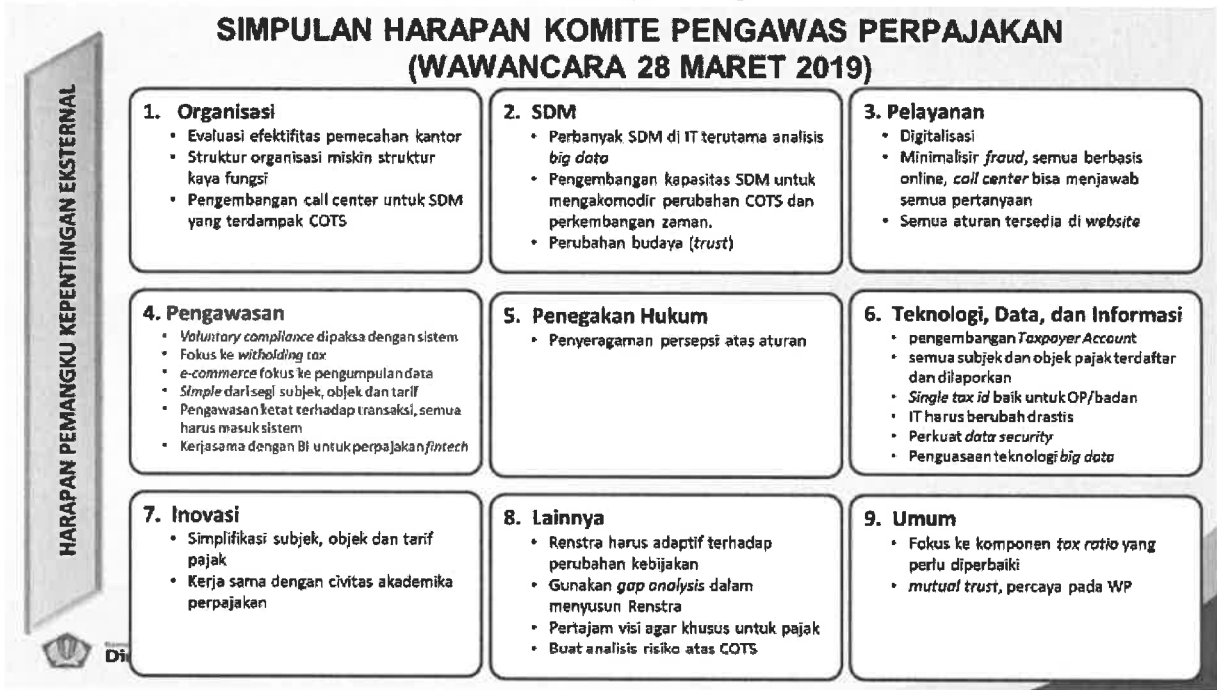 SIMPULAN HARAPAN KOMITE PENGAWAS PERPAJAKAN
(WAWANCARA 28 MARET 2019)
HARAPAN PEMANGKU KEPENTINGAN EKSTERNAL
1. Organisasi
• Evaluasi efektifitas pemecahan kantor
• Struktur organisasi miskin struktur
kaya fungsi
• Pengembangan call center untuk SDM
yang terdampak COTS
2. SDM
• Perbanyak SDM di IT terutama analisis
big data
• Pengembangan kapasitas SDM untuk
mengakomodir perubahan COTS dan
perkembangan zaman.
• Perubahan budaya (trust)
3. Pelayanan
• Digitalisasi
• Minimalisir fraud, semua berbasis
online, call center bisa menjawab
semua pertanyaan
• Semua aturan tersedia di website
4. Pengawasan
• Voluntary compliance dipaksa dengan sistem
• Fokus ke witholding tax
• e-commerce fokus ke pengumpulan data
• Simple dari segi subjek, objek dan tarif
• Pengawasan ketat terhadap transaksi, semua
harus masuk sistem
• Kerjasama dengan BI untuk perpajakan fintech
5. Penegakan Hukum
• Penyeragaman persepsi atas aturan
6. Teknologi, Data, dan Informasi
• pengembangan Taxpayer Account
• semua subjek dan objek pajak terdaftar
dan dilaporkan
• Single tax id baik untuk OP/badan
• IT harus berubah drastis
• Perkuat data security
• Penguasaan teknologi big data
7. Inovasi
• Simplifikasi subjek, objek dan tarif
pajak
• Kerja sama dengan civitas akademika
perpajakan
8. Lainnya
• Renstra harus adaptif terhadap
perubahan kebijakan
• Gunakan gap analysis dalam
menyusun Renstra
• Pertajam visi agar khusus untuk pajak
• Buat analisis risiko atas COTS
9. Umum
• Fokus ke komponen tax ratio yang
perlu diperbaiki
• mutual trust, percaya pada WP